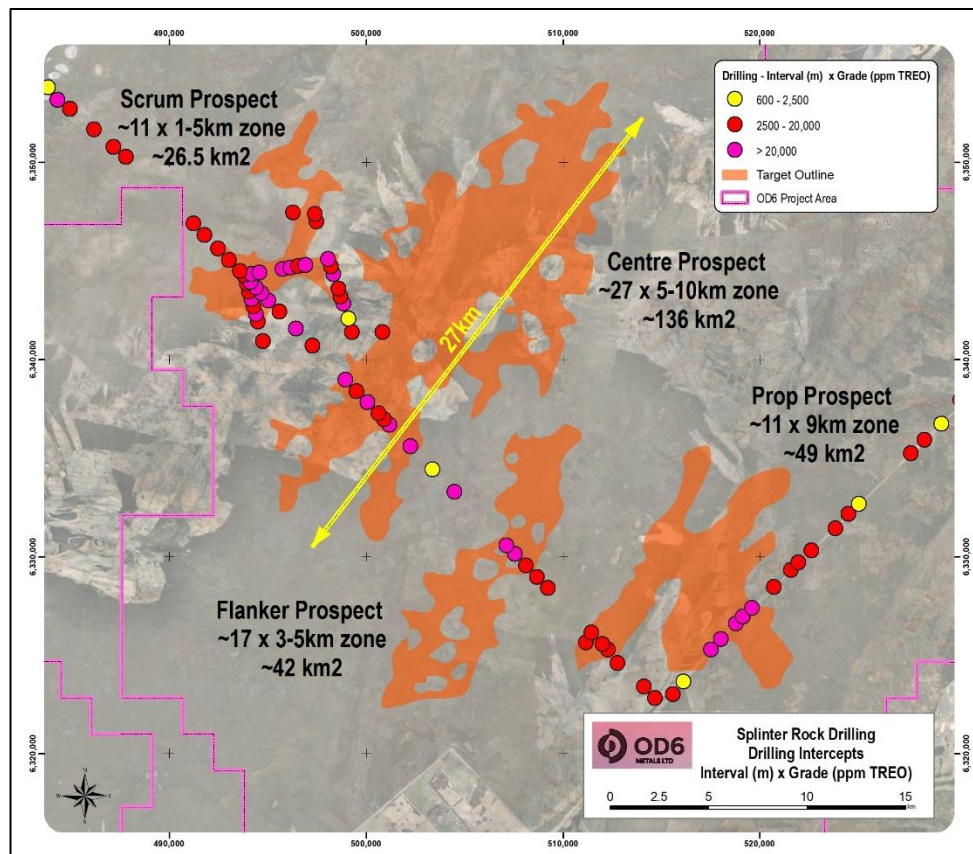 490,000
500,000
510,000
520,000
Drilling - Interval (m) x Grade (ppm TREO)
600 - 2,500
2500 - 20,000
> 20,000
Target Outline
OD6 Project Area
Scrum Prospect
~11 x 1-5km zone
~26.5 km2
6,350,000
6,350,000
Centre Prospect
~27 x 5-10km zone
~136 km2
27km
6,340,000
6,340,000
Prop Prospect
~11 x 9km zone
~49 km2
6,330,000
6,330,000
Flanker Prospect
~17 x 3-5km zone
~42 km2
6,320,000
6,320,000
OD6
METALS LTD
Splinter Rock Drilling
Drilling Intercepts
Interval (m) x Grade (ppm TREO)
0 2.5 5 10 15
km
N
W E
S
490,000
500,000
510,000
520,000